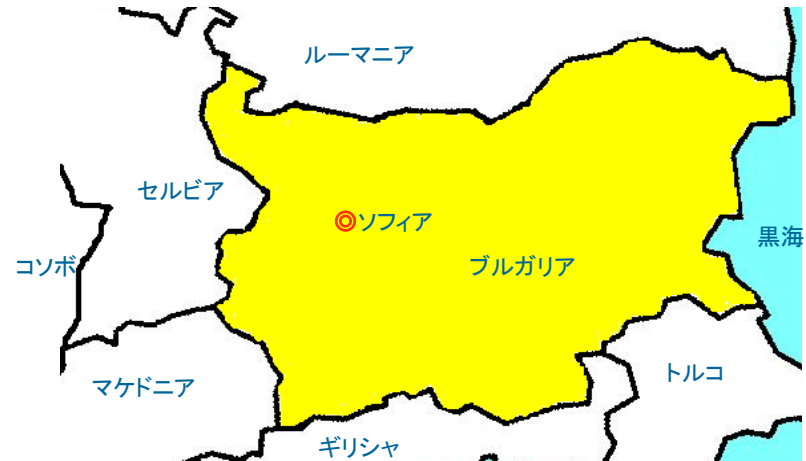 ルーマニア
セルビア
ソフィア
黒海
コソボ
ブルガリア
トルコ
マケドニア
ギリシャ